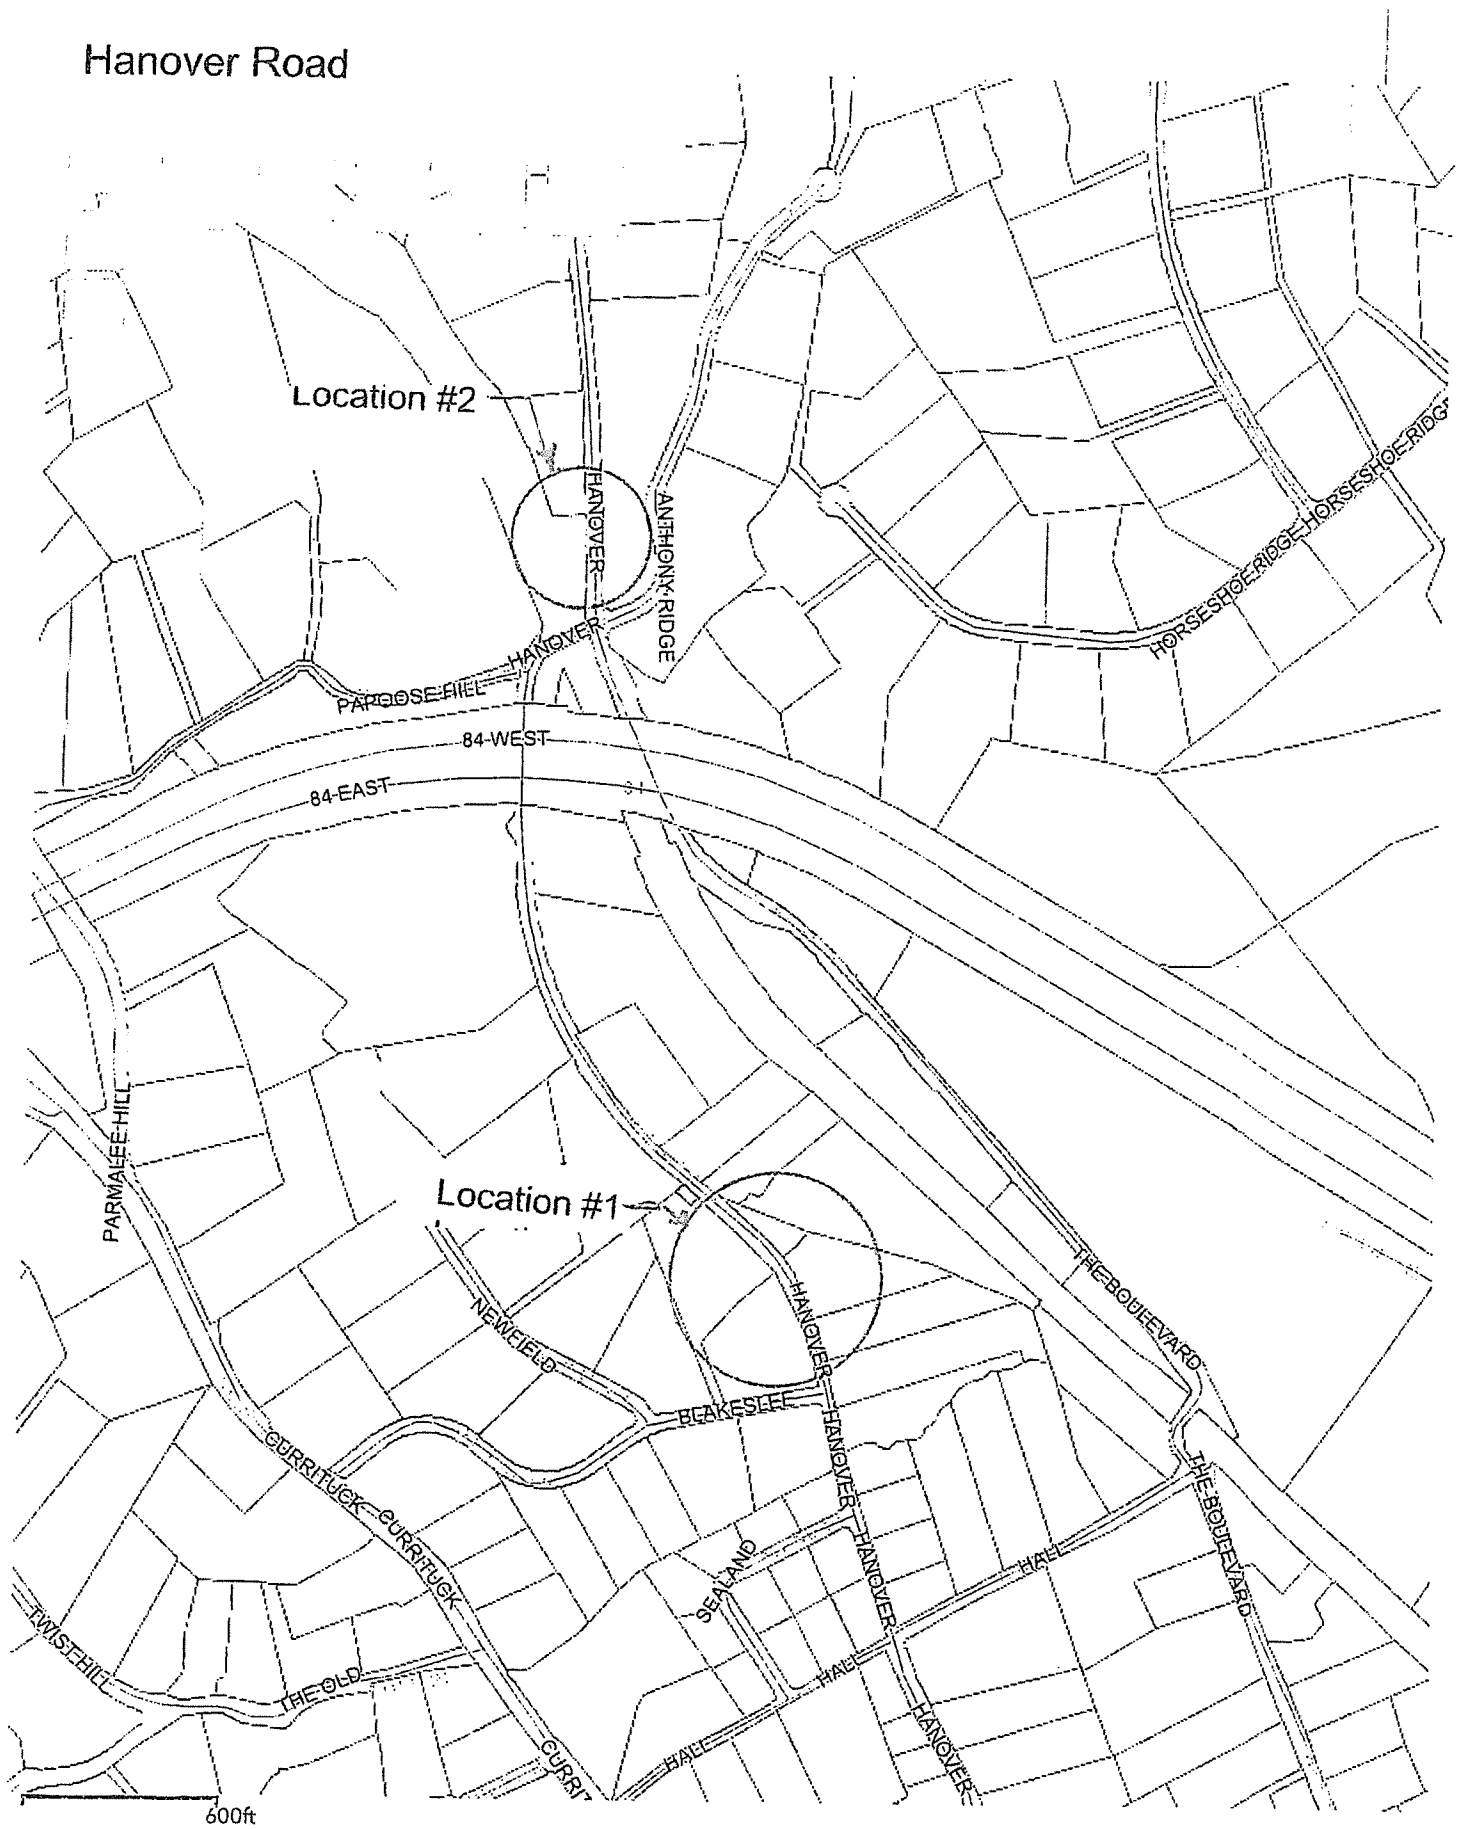 Hanover Road
Location #2
HANOVER
ANTHONY RIDGE
HORSESHOE RIDGE
HORSESHOE RIDGE
HANOVER
PAPOOSE HILL
84 WEST
84 EAST
PARMALEE HILL
Location #1
THE BOULEVARD
HANOVER
NEWFIELD
BLAKESLEE
HANOVER
CURRITUCK
CURRITUCK
THE BOULEVARD
SEALAND
HANOVER
HALL
TWIST HILL
THE OLD
HALL
HANOVER
HALL
CURRIT
600ft